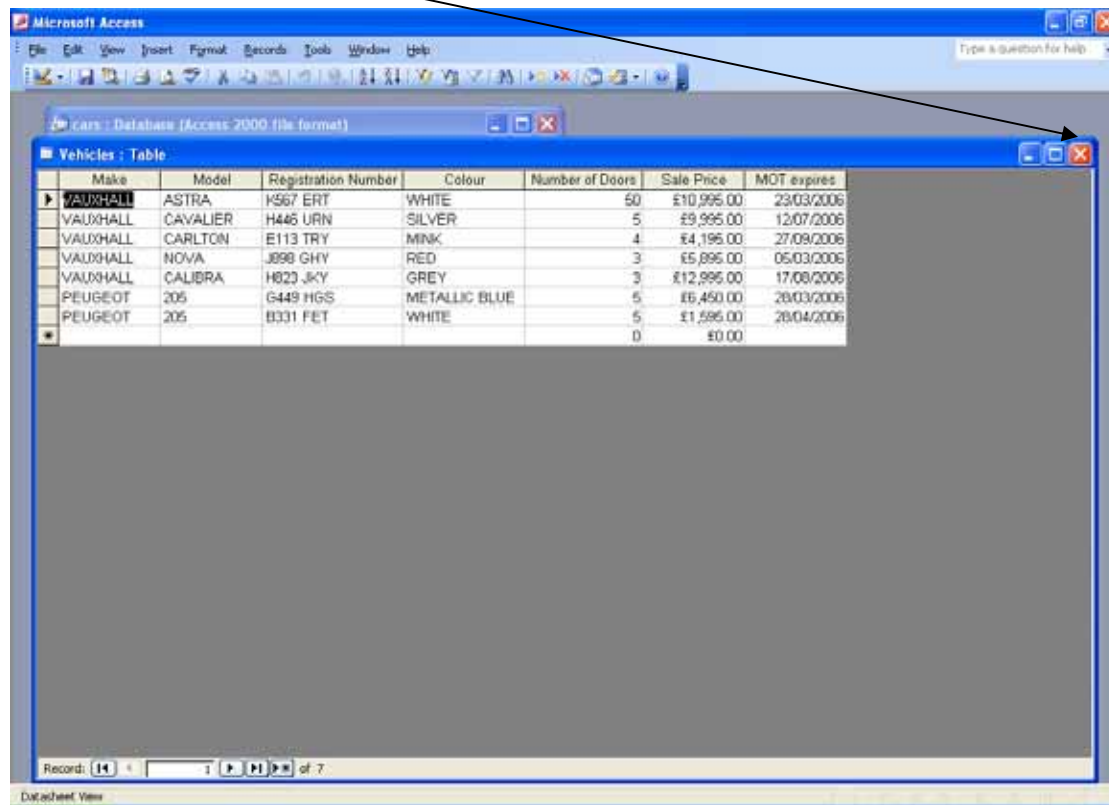 Microsoft Access
File Edit View Insert Format Records Tools Window Help Type a question for help
cars : Database (Access 2000 file format)
Vehicles : Table
Make Model Registration Number Colour Number of Doors Sale Price MOT expires
VAUXHALL ASTRA K567 ERT WHITE 50 £10,995.00 23/03/2006
VAUXHALL CAVALIER H446 URN SILVER 5 £9,995.00 12/07/2006
VAUXHALL CARLTON E113 TRY MINK 4 £4,195.00 27/09/2006
VAUXHALL NOVA J898 GHY RED 3 £5,895.00 05/03/2006
VAUXHALL CALIBRA H823 JKY GREY 3 £12,995.00 17/08/2006
PEUGEOT 205 G449 HGS METALLIC BLUE 5 £6,450.00 28/03/2006
PEUGEOT 205 B331 FET WHITE 5 £1,595.00 28/04/2006
0 £0.00
Record: 1 of 7
Datasheet View